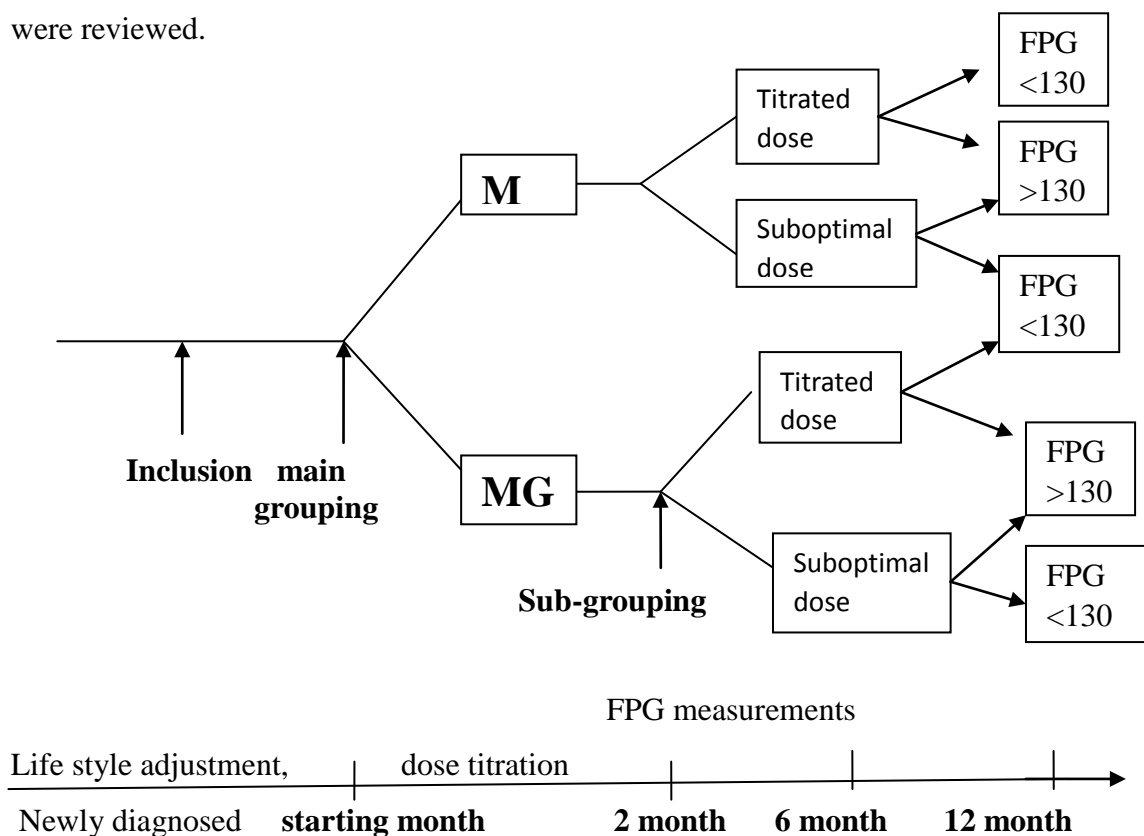 were reviewed.
FPG
<130
Titrated
dose
M
FPG
>130
Suboptimal
dose
FPG
<130
Titrated
dose
Inclusion main
grouping
MG
FPG
>130
Suboptimal
dose
Sub-grouping
FPG
<130
FPG measurements
Life style adjustment, dose titration
Newly diagnosed starting month 2 month 6 month 12 month